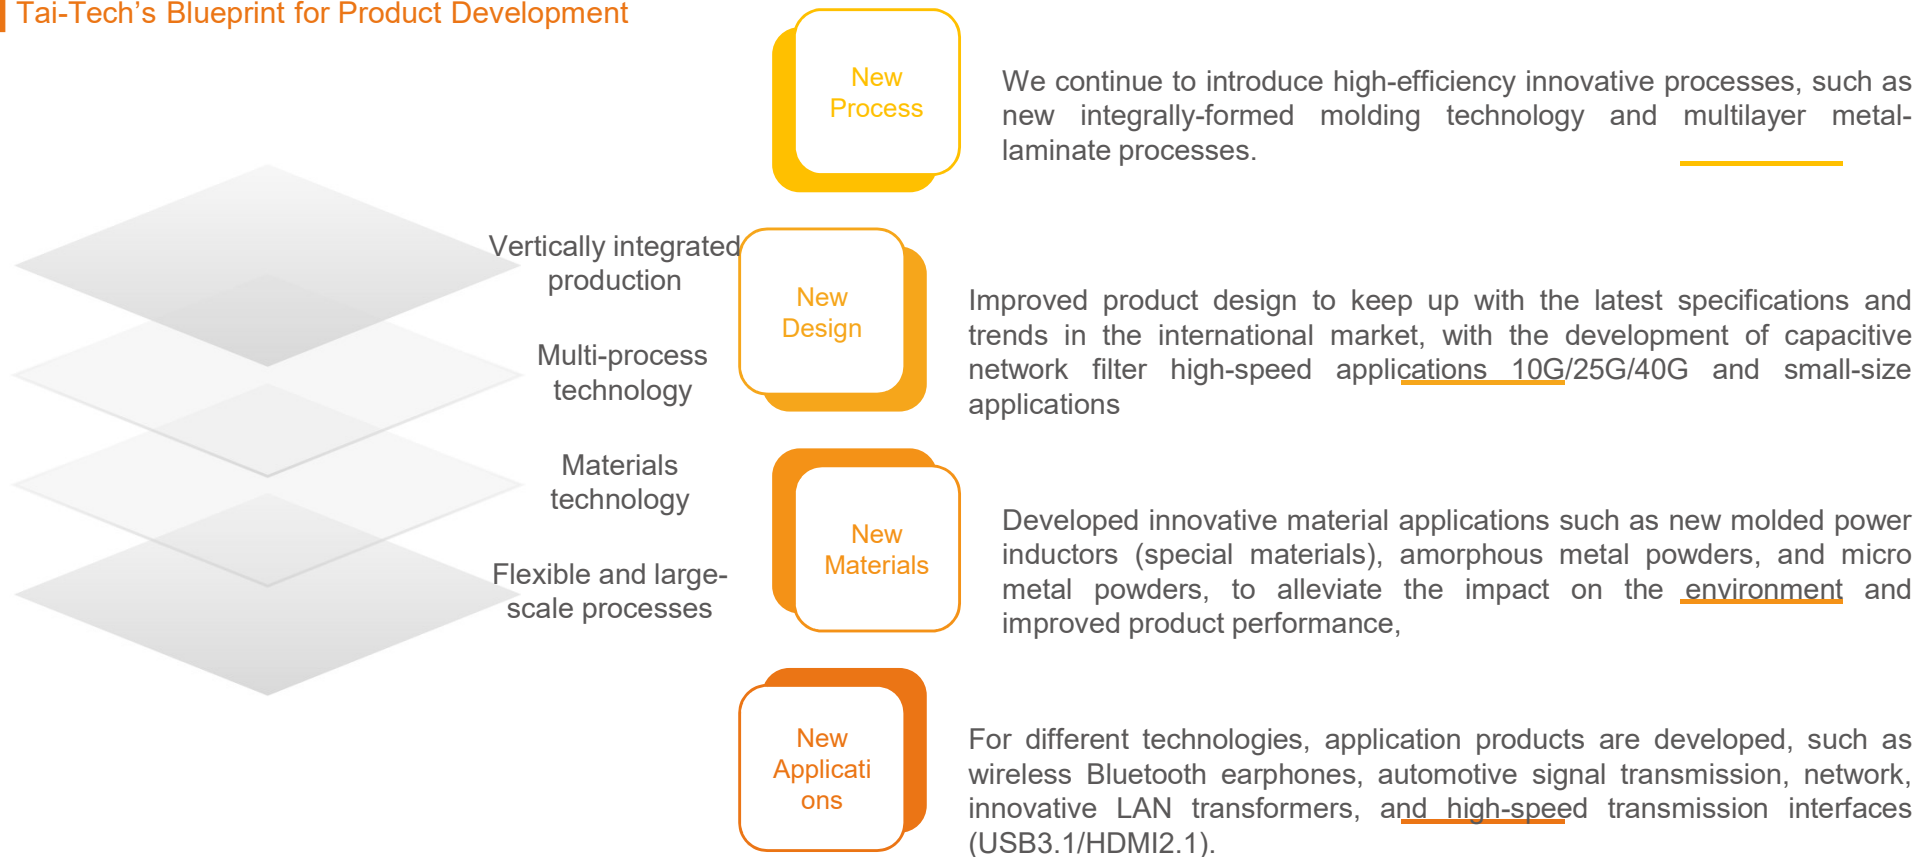 Tai-Tech’s Blueprint for Product Development
Vertically integrated
production
Multi-process
technology
Materials
technology
Flexible and large-
scale processes
New
Process
We continue to introduce high-efficiency innovative processes, such as
new integrally-formed molding technology and multilayer metal-
laminate processes.
New
Design
Improved product design to keep up with the latest specifications and
trends in the international market, with the development of capacitive
network filter high-speed applications 10G/25G/40G and small-size
applications
New
Materials
Developed innovative material applications such as new molded power
inductors (special materials), amorphous metal powders, and micro
metal powders, to alleviate the impact on the environment and
improved product performance,
New
Applicati
ons
For different technologies, application products are developed, such as
wireless Bluetooth earphones, automotive signal transmission, network,
innovative LAN transformers, and high-speed transmission interfaces
(USB3.1/HDMI2.1).